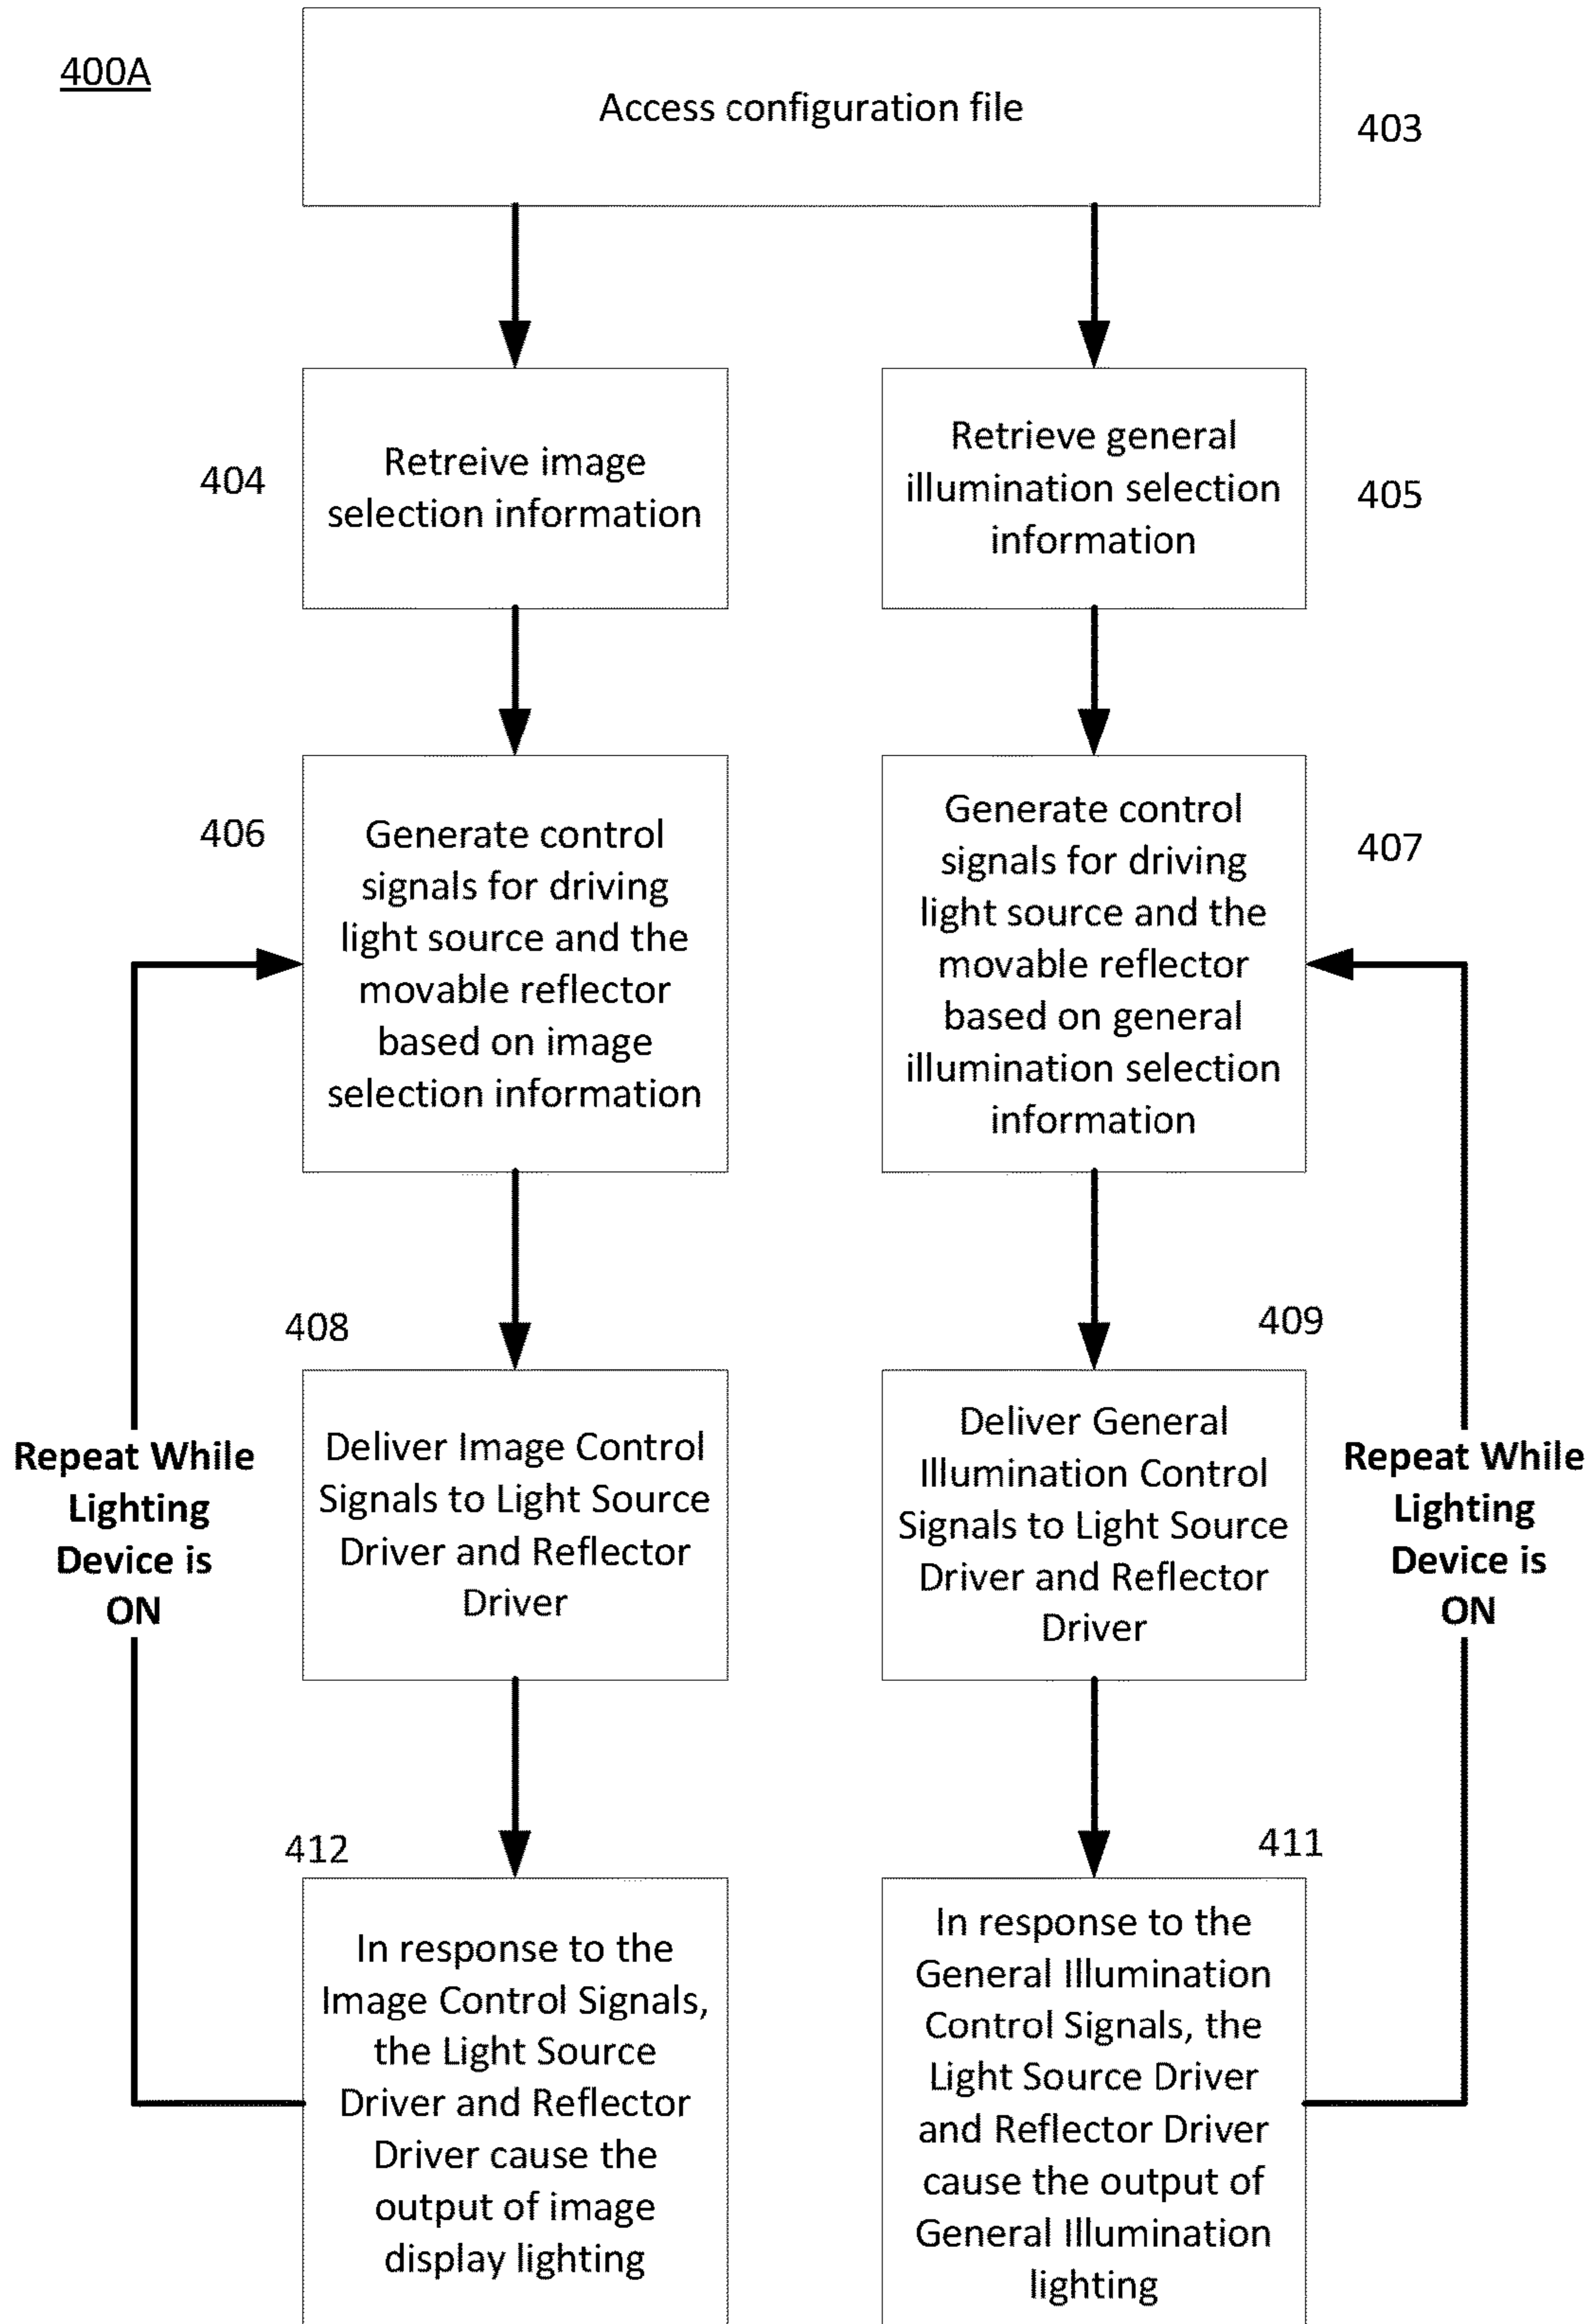 400A
Access configuration file
403
404
Retreive image
selection information
Retrieve general
illumination selection
information
405
406
Generate control
signals for driving
light source and the
movable reflector
based on image
selection information
Generate control
signals for driving
light source and the
movable reflector
based on general
illumination selection
information
407
408
Deliver Image Control
Signals to Light Source
Driver and Reflector
Driver
409
Deliver General
Illumination Control
Signals to Light Source
Driver and Reflector
Driver
Repeat While
Lighting
Device is
ON
Repeat While
Lighting
Device is
ON
412
In response to the
Image Control Signals,
the Light Source
Driver and Reflector
Driver cause the
output of image
display lighting
411
In response to the
General Illumination
Control Signals, the
Light Source Driver
and Reflector Driver
cause the output of
General Illumination
lighting